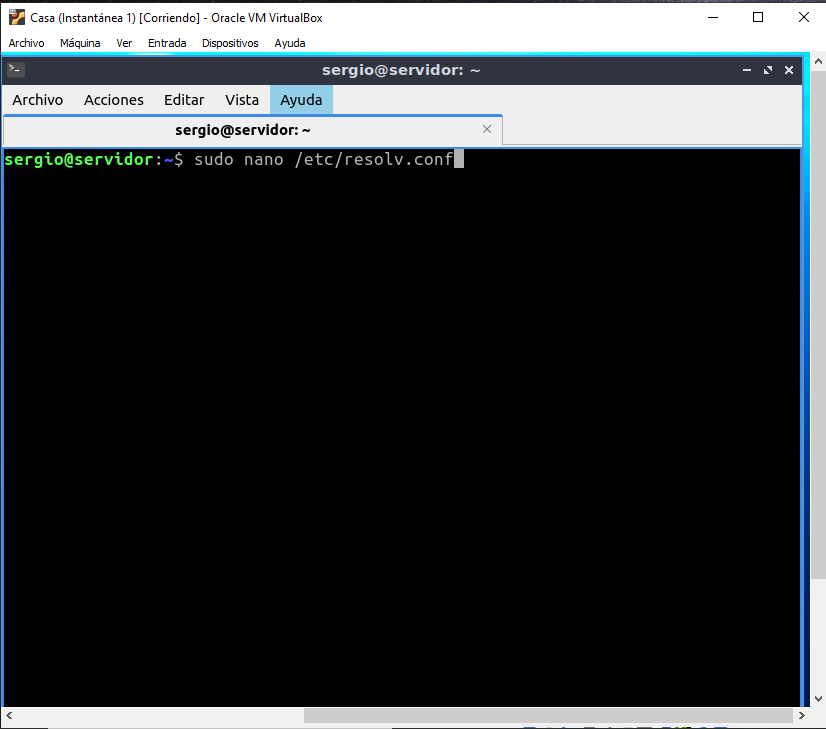 Casa (Instantánea 1) [Corriendo] - Oracle VM VirtualBox
Archivo Máquina Ver Entrada Dispositivos Ayuda
sergio@servidor: ~
Archivo Acciones Editar Vista Ayuda
sergio@servidor: ~
sergio@servidor:~$ sudo nano /etc/resolv.conf